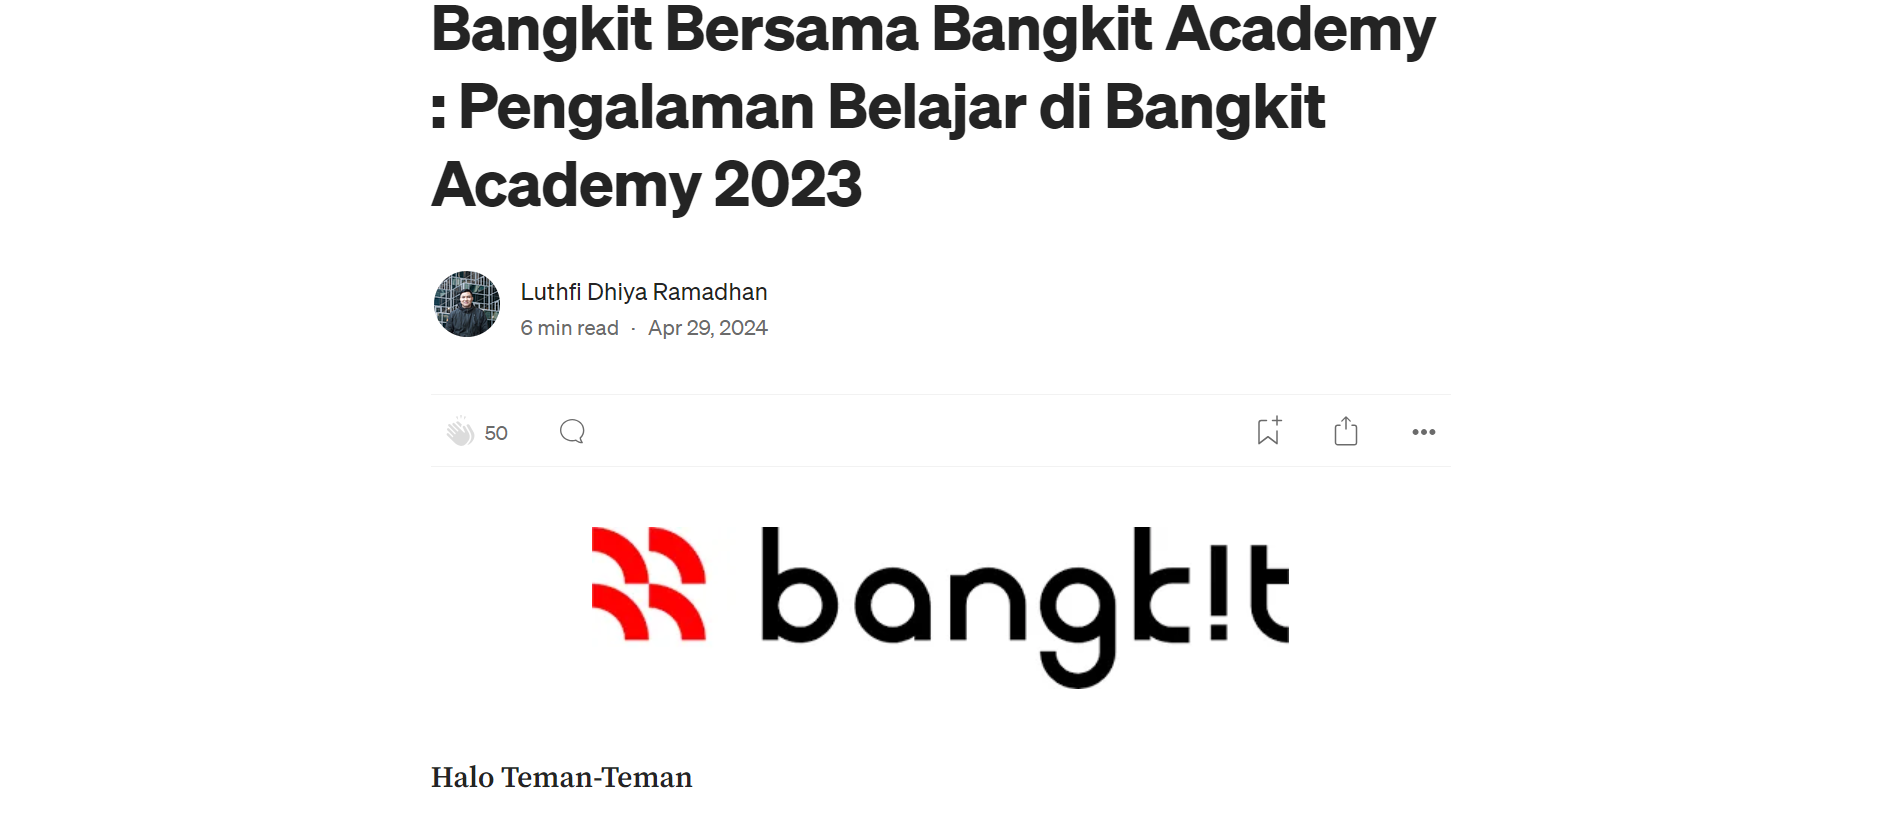 Bangkit Bersama Bangkit Academy
: Pengalaman Belajar di Bangkit
Academy 2023
Luthfi Dhiya Ramadhan
6 min read · Apr 29, 2024
50
bangk!t
Halo Teman-Teman